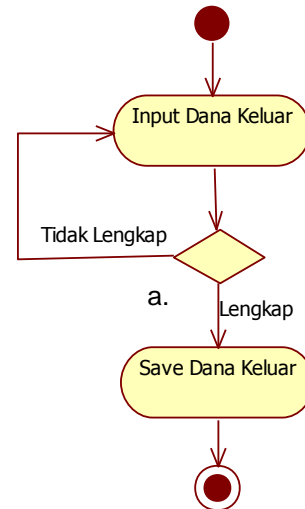 Input Dana Keluar
Tidak Lengkap
a.
Lengkap
Save Dana Keluar